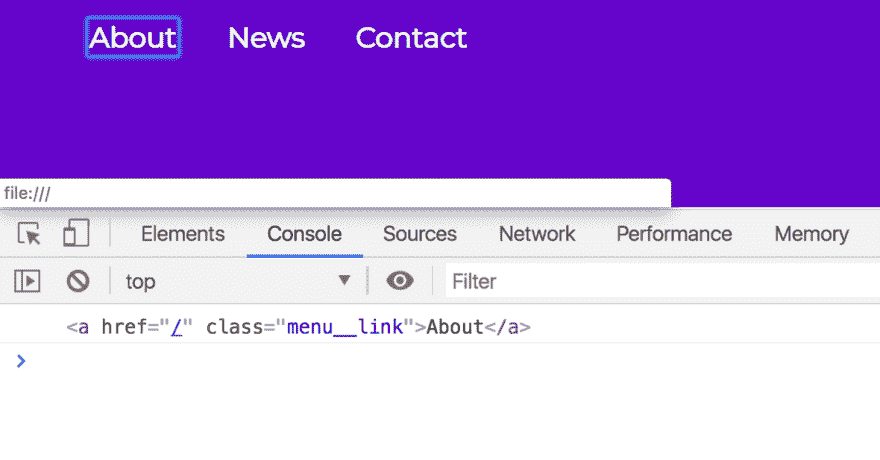 About News Contact
file:///
Elements Console Sources Network Performance Memory
top Filter
<a href="/" class="menu__link">About</a>